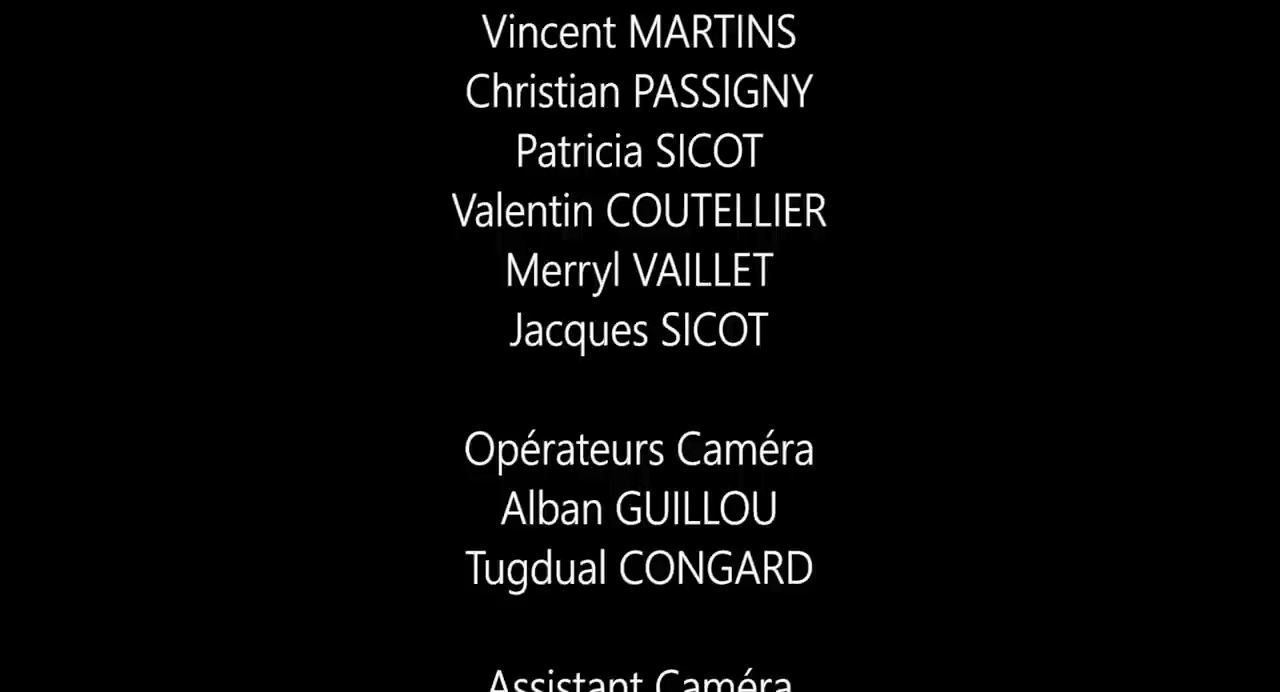 Vincent MARTINS
Christian PASSIGNY
Patricia SICOT
Valentin COUTELLIER
Merryl VAILLET
Jacques SICOT
Opérateurs Caméra
Alban GUILLOU
Tugdual CONGARD
Assistant Caméra